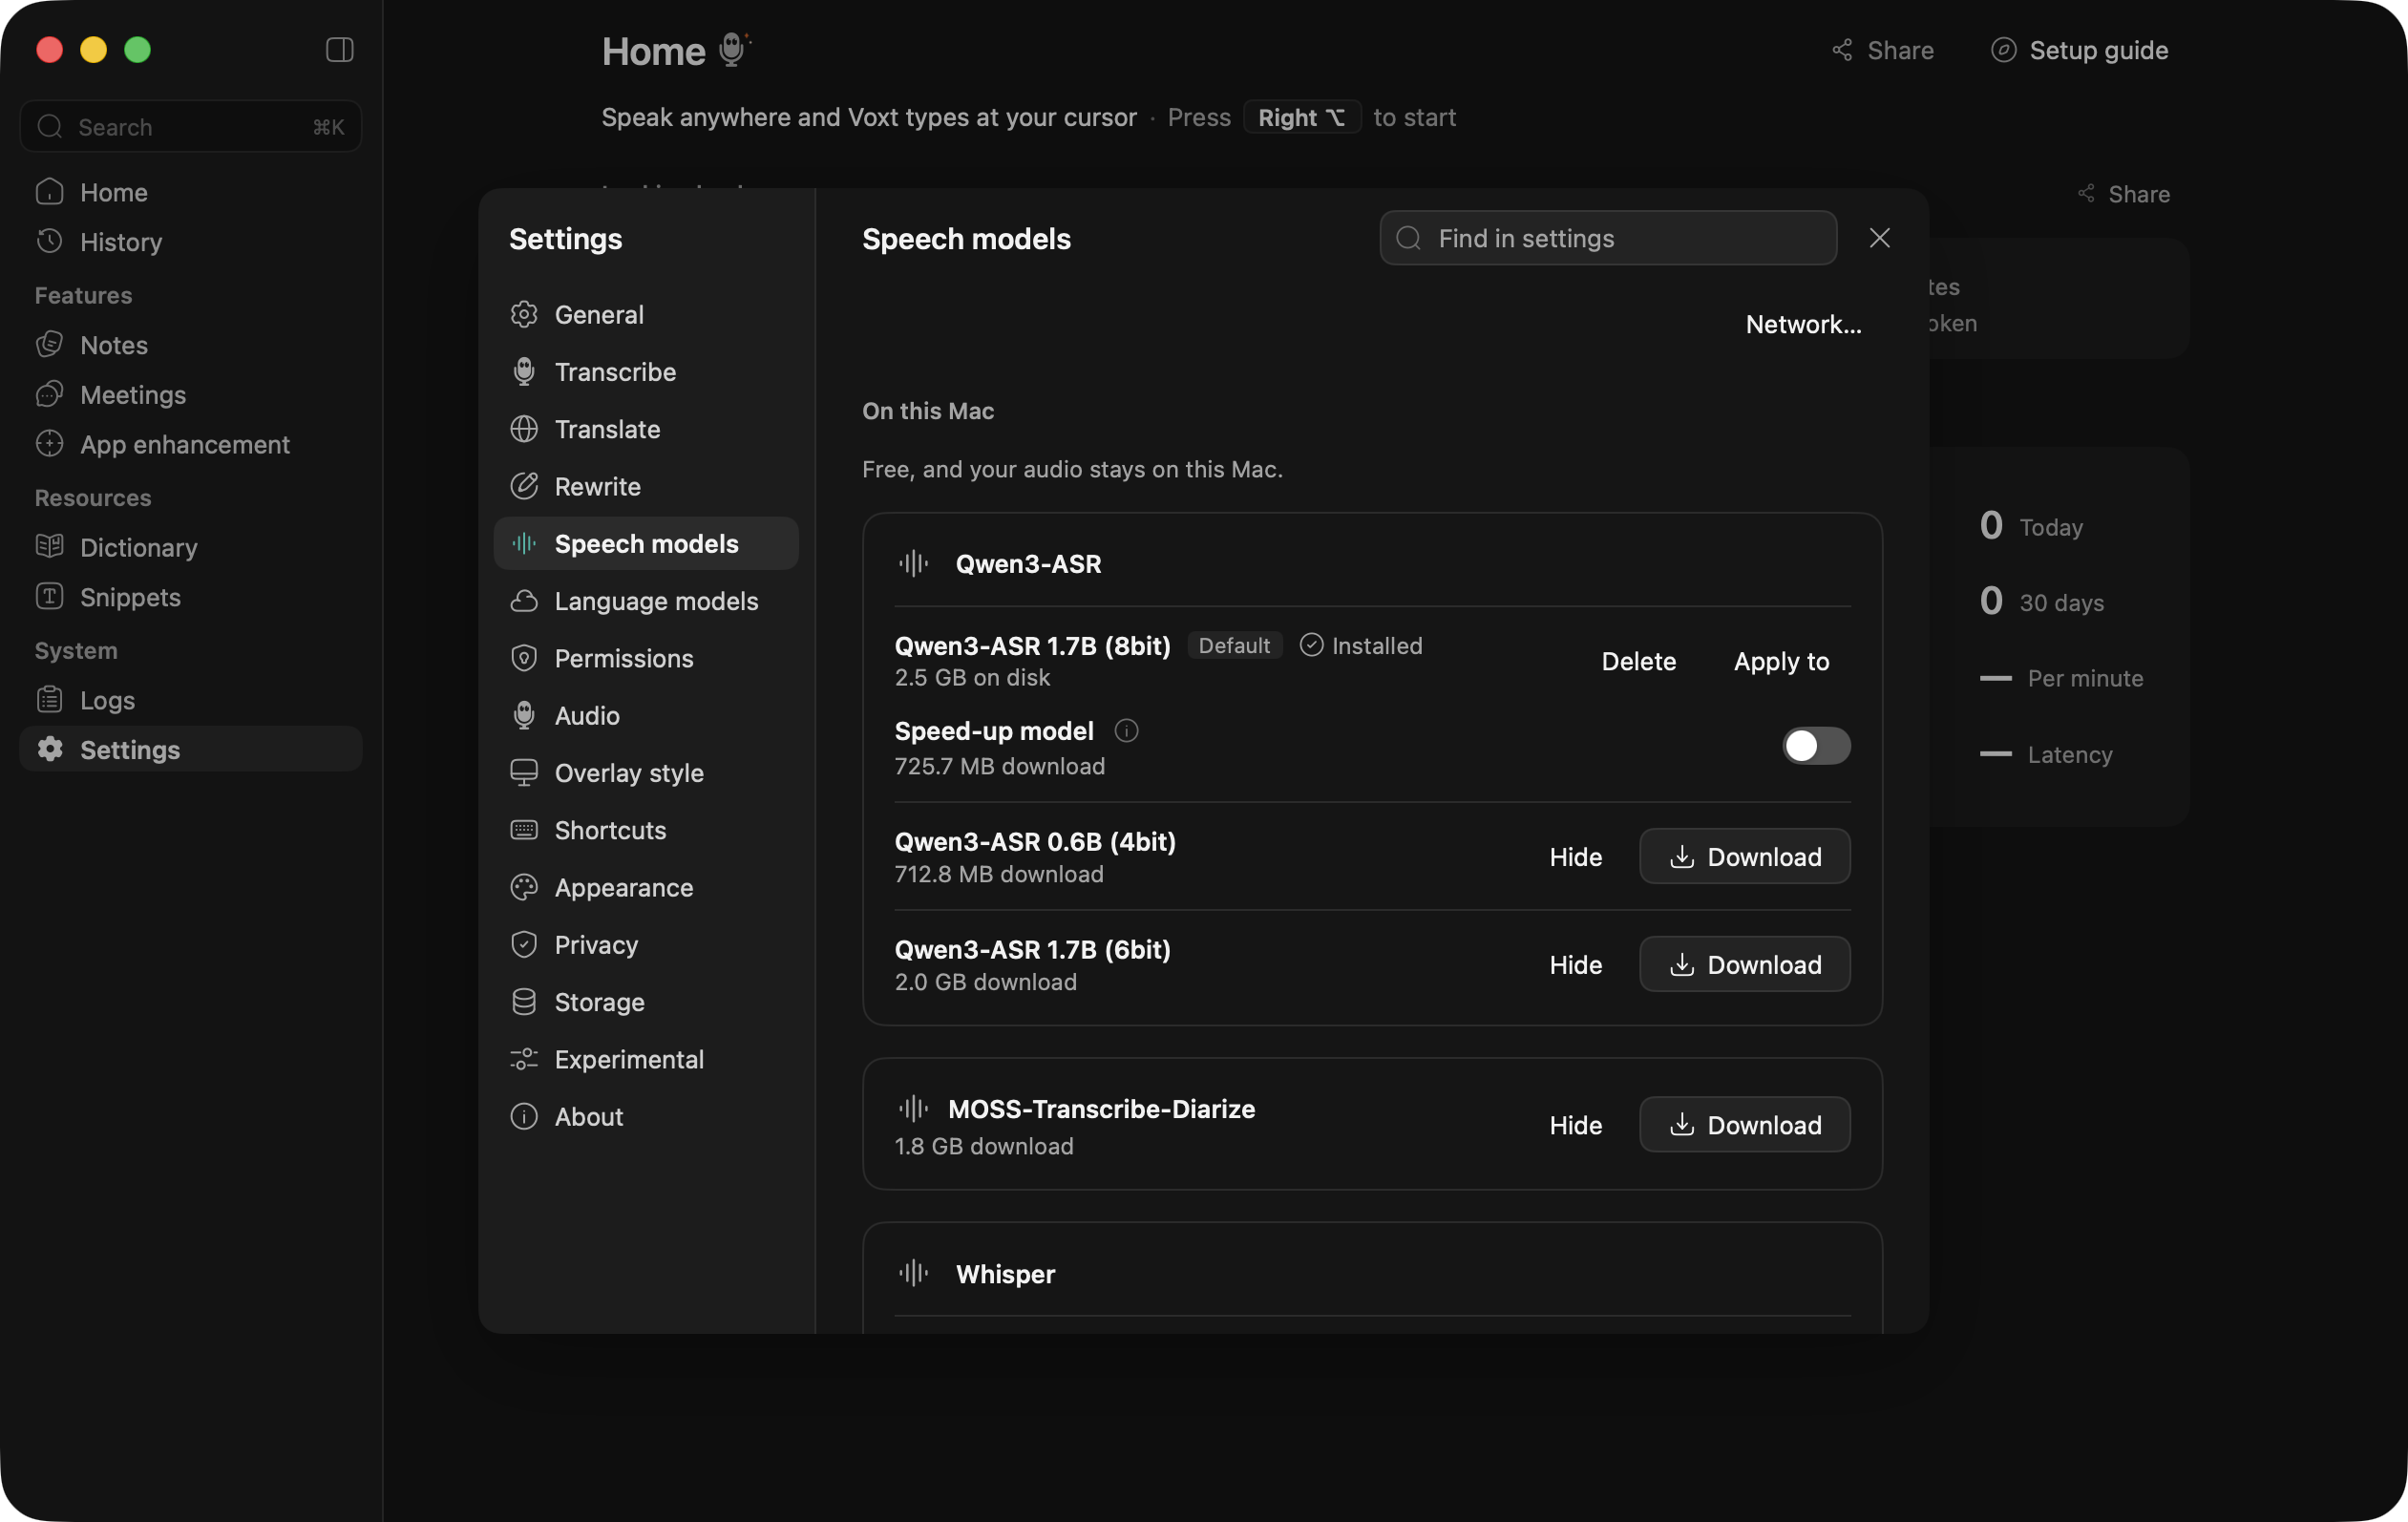 Search ⌘K
Home
History
Features
Notes
Meetings
App enhancement
Resources
Dictionary
Snippets
System
Logs
Settings
Home
Share
Setup guide
Speak anywhere and Voxt types at your cursor · Press Right ⌥ to start
Share
Settings
General
Transcribe
Translate
Rewrite
Speech models
Language models
Permissions
Audio
Overlay style
Shortcuts
Appearance
Privacy
Storage
Experimental
About
Speech models
Find in settings
Network...
On this Mac
Free, and your audio stays on this Mac.
Qwen3-ASR
Qwen3-ASR 1.7B (8bit) Default Installed
2.5 GB on disk
Delete Apply to
Speed-up model
725.7 MB download
Qwen3-ASR 0.6B (4bit)
712.8 MB download
Hide Download
Qwen3-ASR 1.7B (6bit)
2.0 GB download
Hide Download
MOSS-Transcribe-Diarize
1.8 GB download
Hide Download
Whisper
0 Today
0 30 days
— Per minute
— Latency